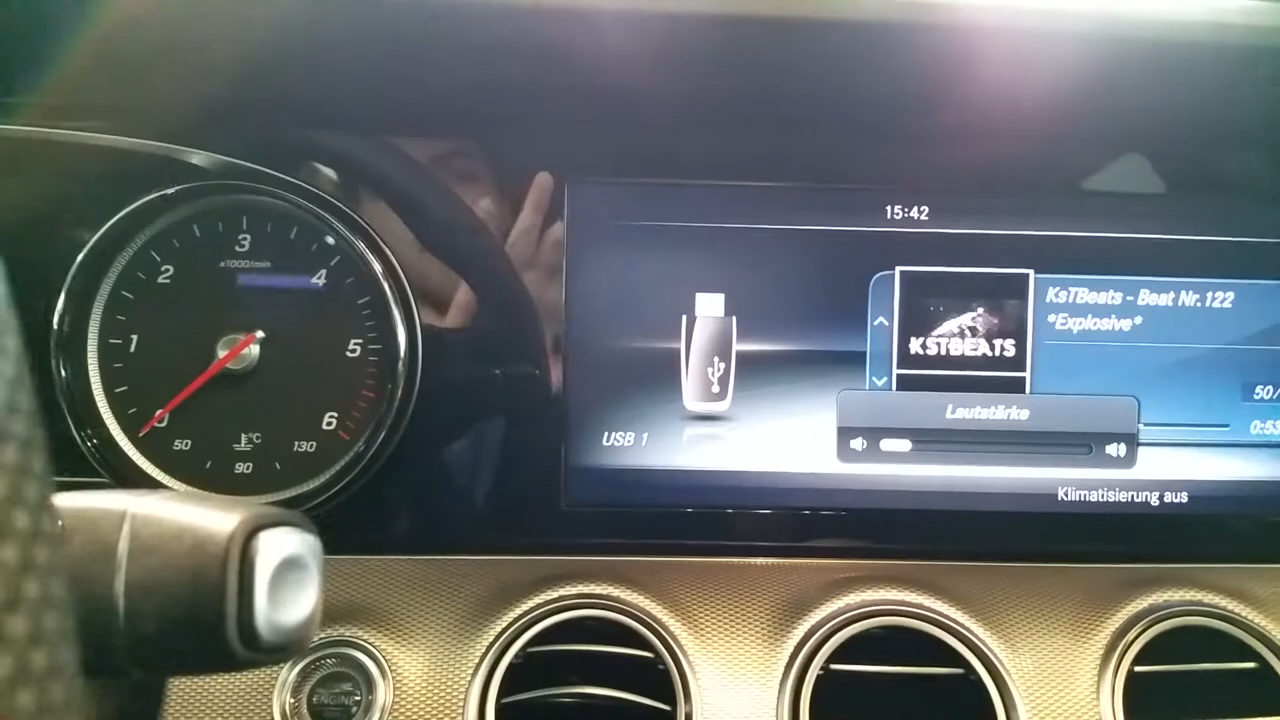 15:42
3
x1000/min
2
4
1
5
0
6
50
°C
130
90
KsTBeats - Beat Nr. 122
*Explosive*
KSTBEATS
50/
Lautstärke
0:53
USB 1
Klimatisierung aus
ENGINE